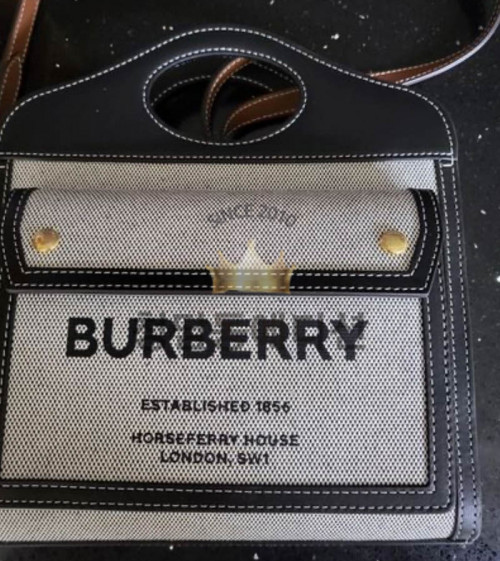 SINCE 2010
BURBERRY
ESTABLISHED 1856
HORSEFERRY HOUSE
LONDON, SW1